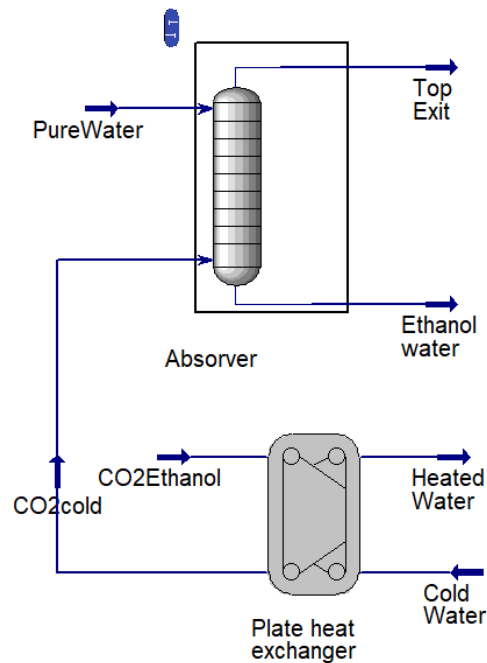 Top
Exit
PureWater
Ethanol
water
Absorver
CO2Ethanol
Heated
Water
CO2cold
Cold
Water
Plate heat
exchanger